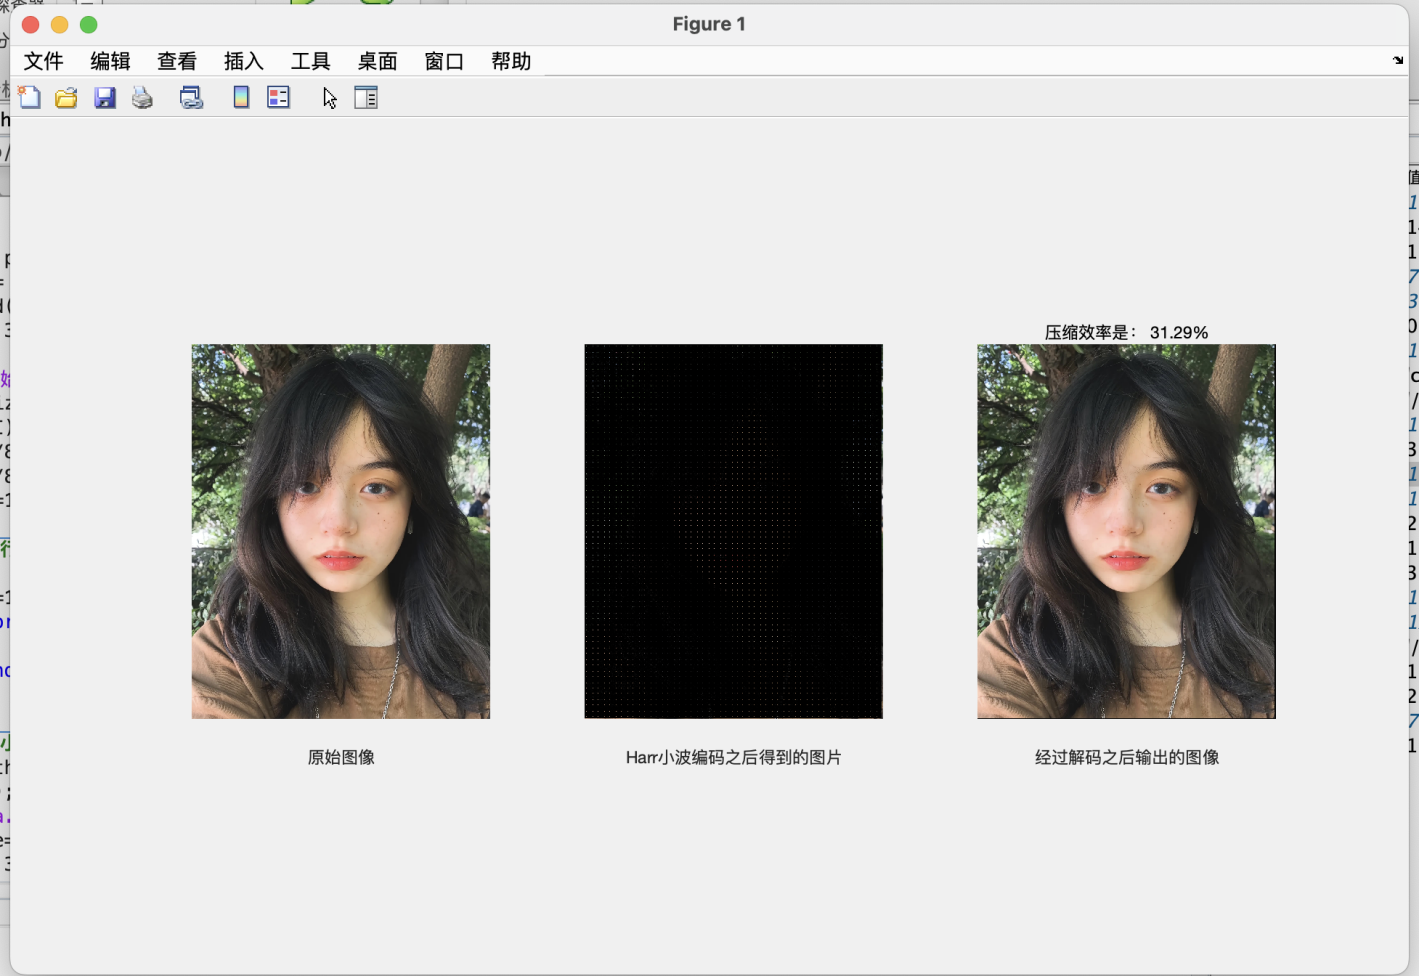 Figure 1
文件 编辑 查看 插入 工具 桌面 窗口 帮助
压缩效率是： 31.29%
原始图像
Harr小波编码之后得到的图片
经过解码之后输出的图像